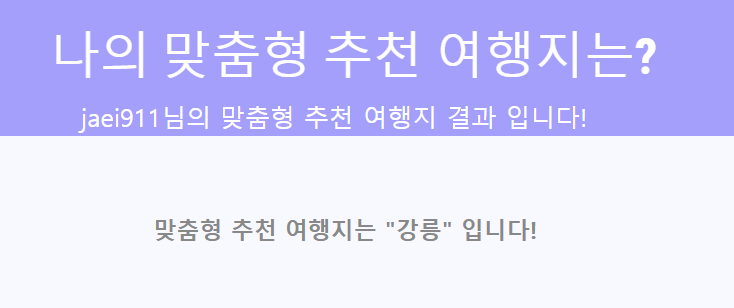 나의 맞춤형 추천 여행지는?
jaei911님의 맞춤형 추천 여행지 결과 입니다!
맞춤형 추천 여행지는 "강릉" 입니다!